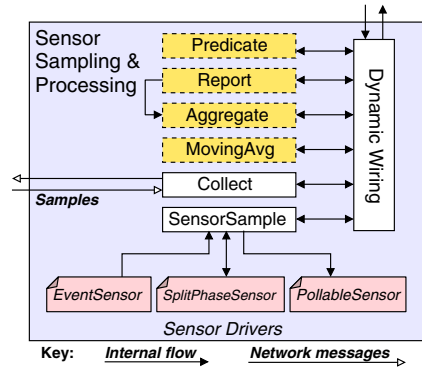 Sensor
Sampling &
Processing
Predicate
Report
Aggregate
MovingAvg
Collect
SensorSample
Dynamic Wiring
Samples
EventSensor
SplitPhaseSensor
PollableSensor
Sensor Drivers
Key: Internal flow Network messages